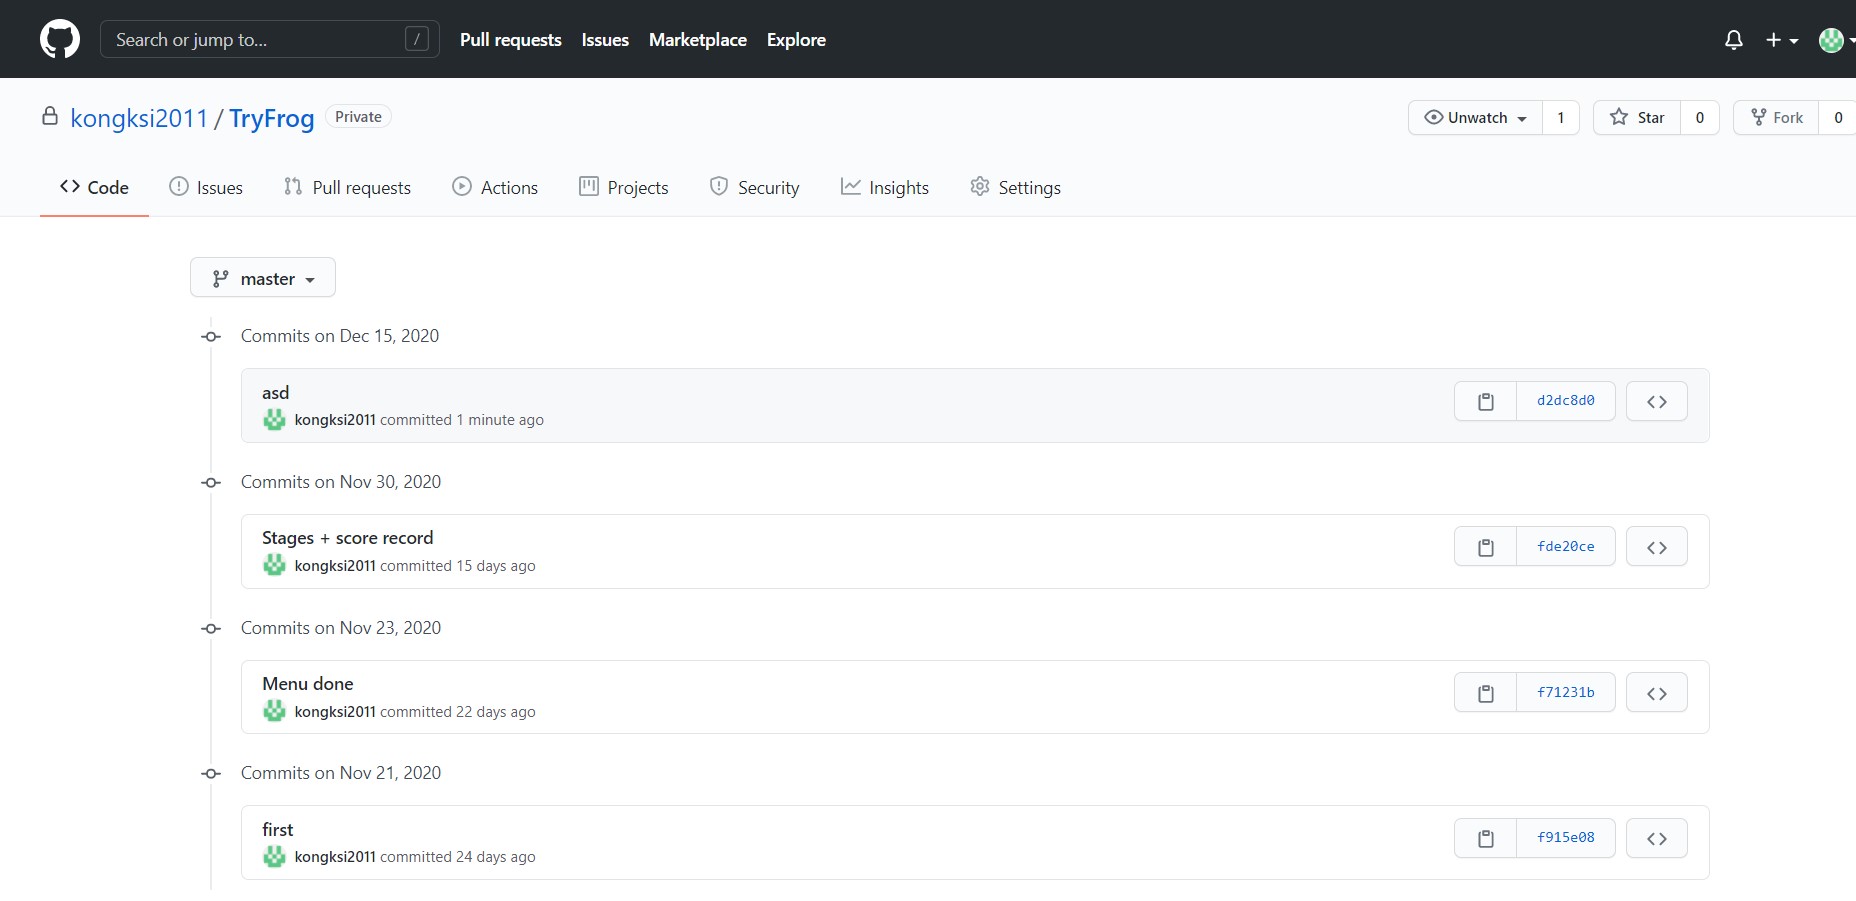 Search or jump to... /
Pull requests Issues Marketplace Explore
kongksi2011 / TryFrog Private
Unwatch 1 Star 0 Fork 0
Code Issues Pull requests Actions Projects Security Insights Settings
master
Commits on Dec 15, 2020
asd
kongksi2011 committed 1 minute ago
d2dc8d0
Commits on Nov 30, 2020
Stages + score record
kongksi2011 committed 15 days ago
fde20ce
Commits on Nov 23, 2020
Menu done
kongksi2011 committed 22 days ago
f71231b
Commits on Nov 21, 2020
first
kongksi2011 committed 24 days ago
f915e08